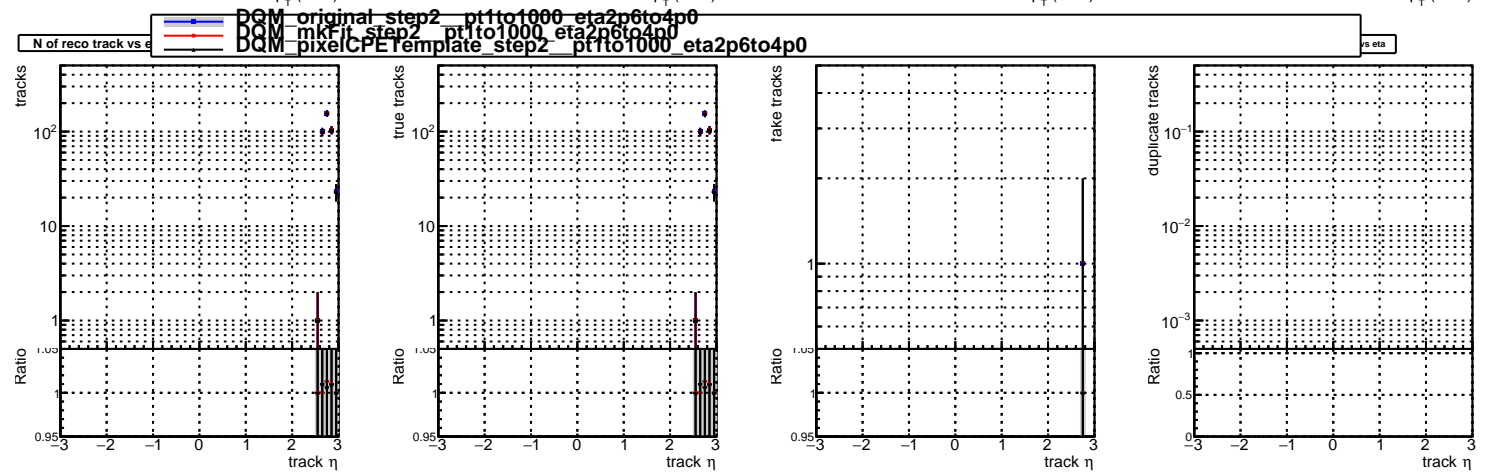 DQM_original_step2__pt1to1000_eta2p6to4p0
DQM_mkFit_step2__pt1to1000_eta2p6to4p0
DQM_pixelCPETemplate_step2__pt1to1000_eta2p6to4p0
N of reco track vs e
vs eta
tracks
10²
10
1
Ratio
1.05
1
0.95
−3 −2 −1 0 1 2 3
track η
true tracks
10²
10
1
Ratio
1.05
1
0.95
−3 −2 −1 0 1 2 3
track η
fake tracks
1
Ratio
1.05
1
0.95
−3 −2 −1 0 1 2 3
track η
duplicate tracks
10⁻¹
10⁻²
10⁻³
Ratio
1
0.5
0
−3 −2 −1 0 1 2 3
track η